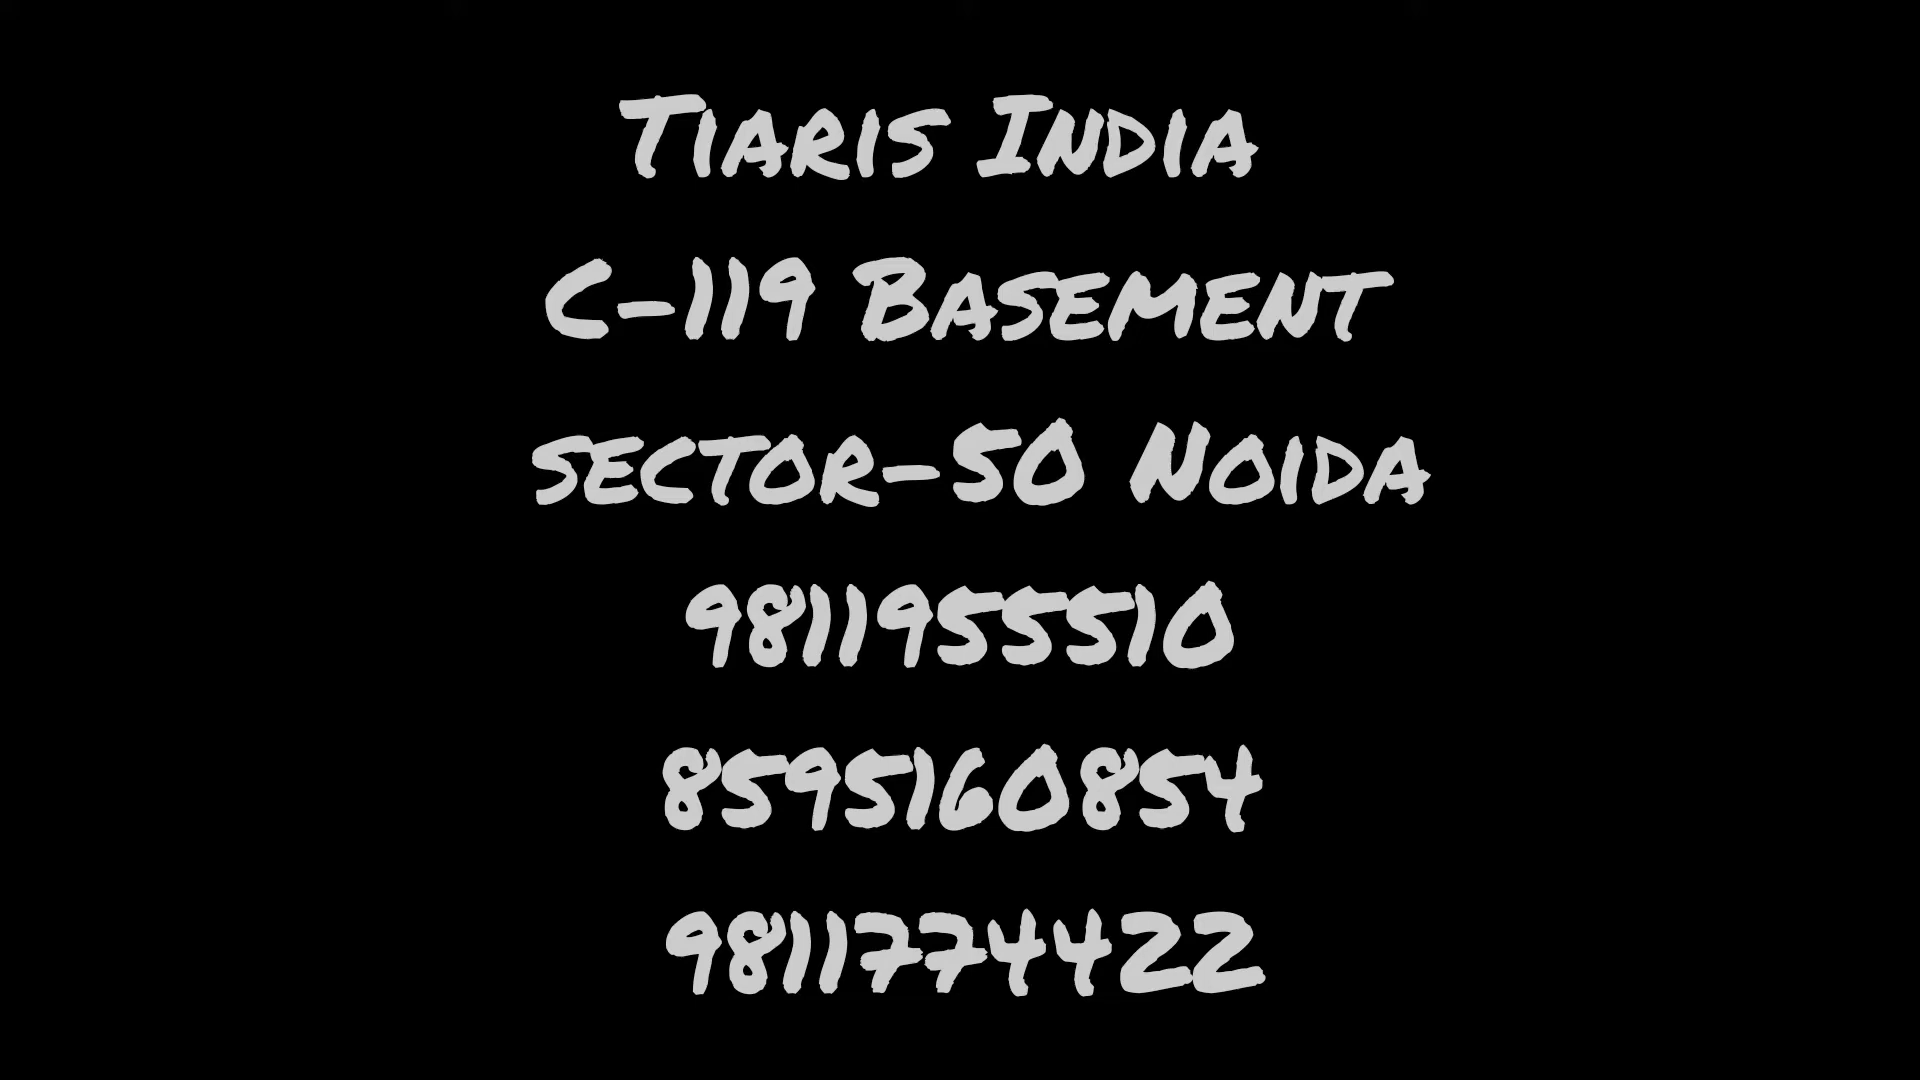 Tiaris India
C-119 Basement
sector-50 Noida
9811955510
8595160854
9811774422